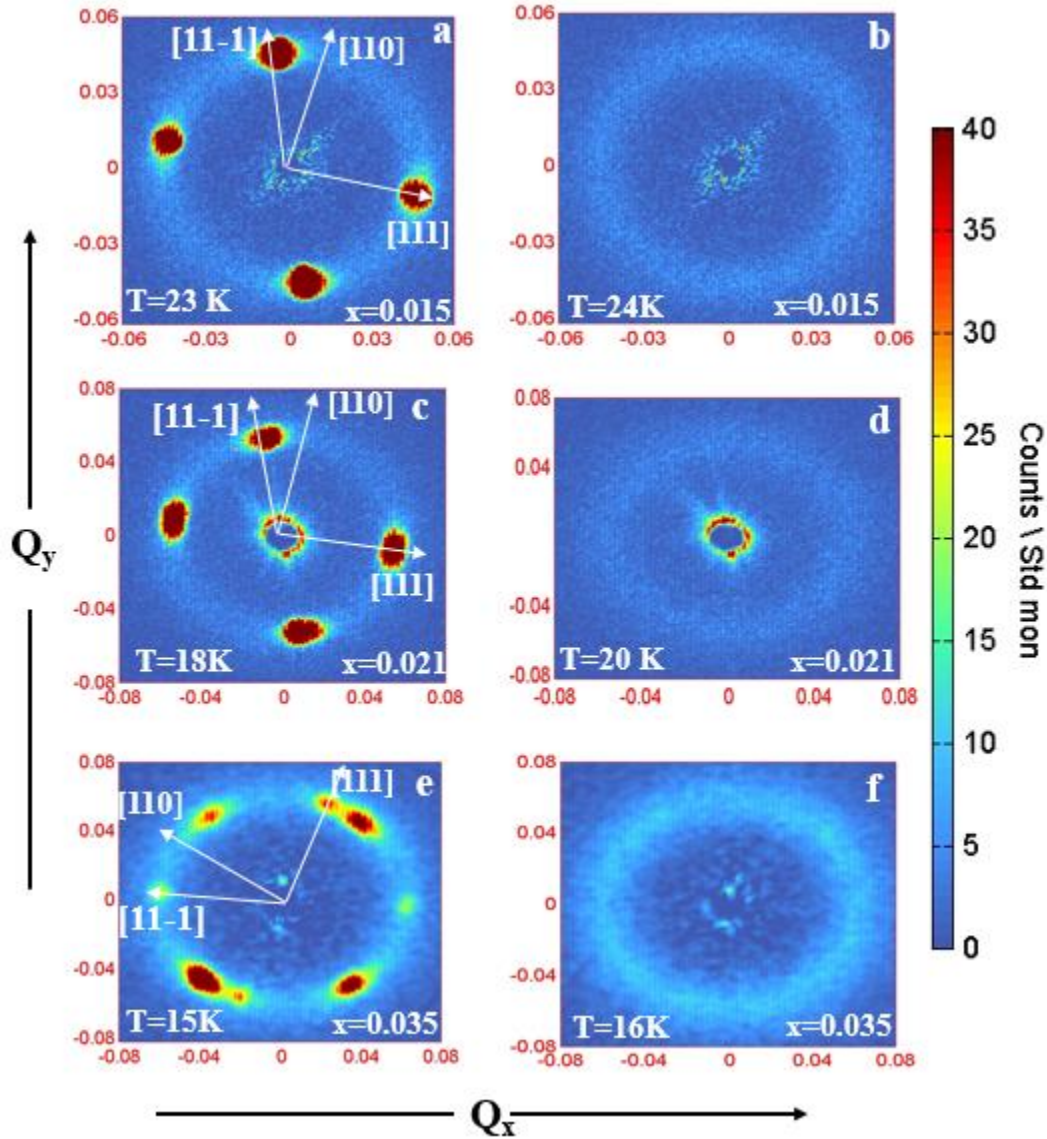 0.06
[11-1]
[110]
a
0.03
0
-0.03
[111]
T=23 K
x=0.015
-0.06
-0.06 -0.03 0 0.03 0.06
0.06
b
0.03
0
-0.03
T=24K
x=0.015
-0.06
-0.06 -0.03 0 0.03 0.06
0.08
[11-1]
[110]
c
0.04
0
[111]
-0.04
T=18K
x=0.021
-0.08
-0.08 -0.04 0 0.04 0.08
0.08
d
0.04
0
-0.04
T=20 K
x=0.021
-0.08
-0.08 -0.04 0 0.04 0.08
0.08
[111]
e
[110]
0.04
0
[11-1]
-0.04
T=15K
x=0.035
-0.08
-0.08 -0.04 0 0.04 0.08
0.08
f
0.04
0
-0.04
T=16K
x=0.035
-0.08
-0.08 -0.04 0 0.04 0.08
40
35
30
25
20
15
10
5
0
Counts \ Std mon
Qy
Qx